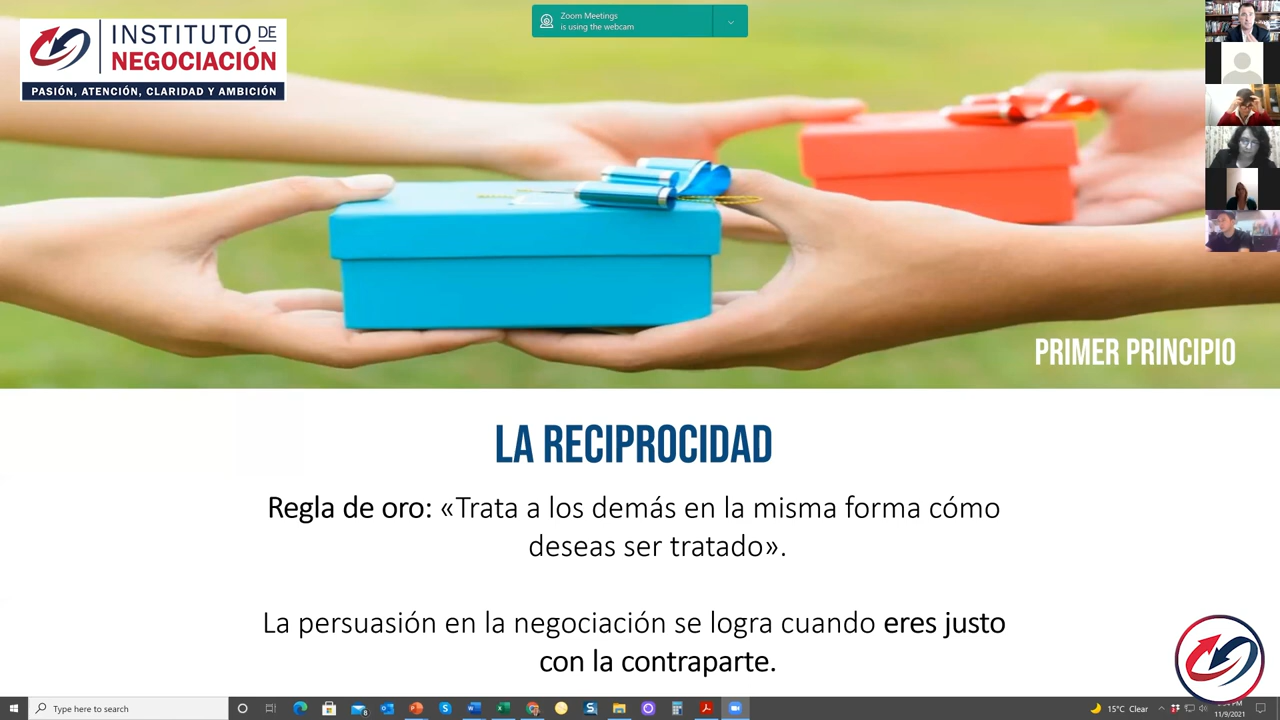 INSTITUTO DE
NEGOCIACIÓN
PASIÓN, ATENCIÓN, CLARIDAD Y AMBICIÓN
Zoom Meetings
is using the webcam
PRIMER PRINCIPIO
LA RECIPROCIDAD
Regla de oro: «Trata a los demás en la misma forma cómo
deseas ser tratado».
La persuasión en la negociación se logra cuando eres justo
con la contraparte.
Type here to search
15°C Clear
11/9/2021